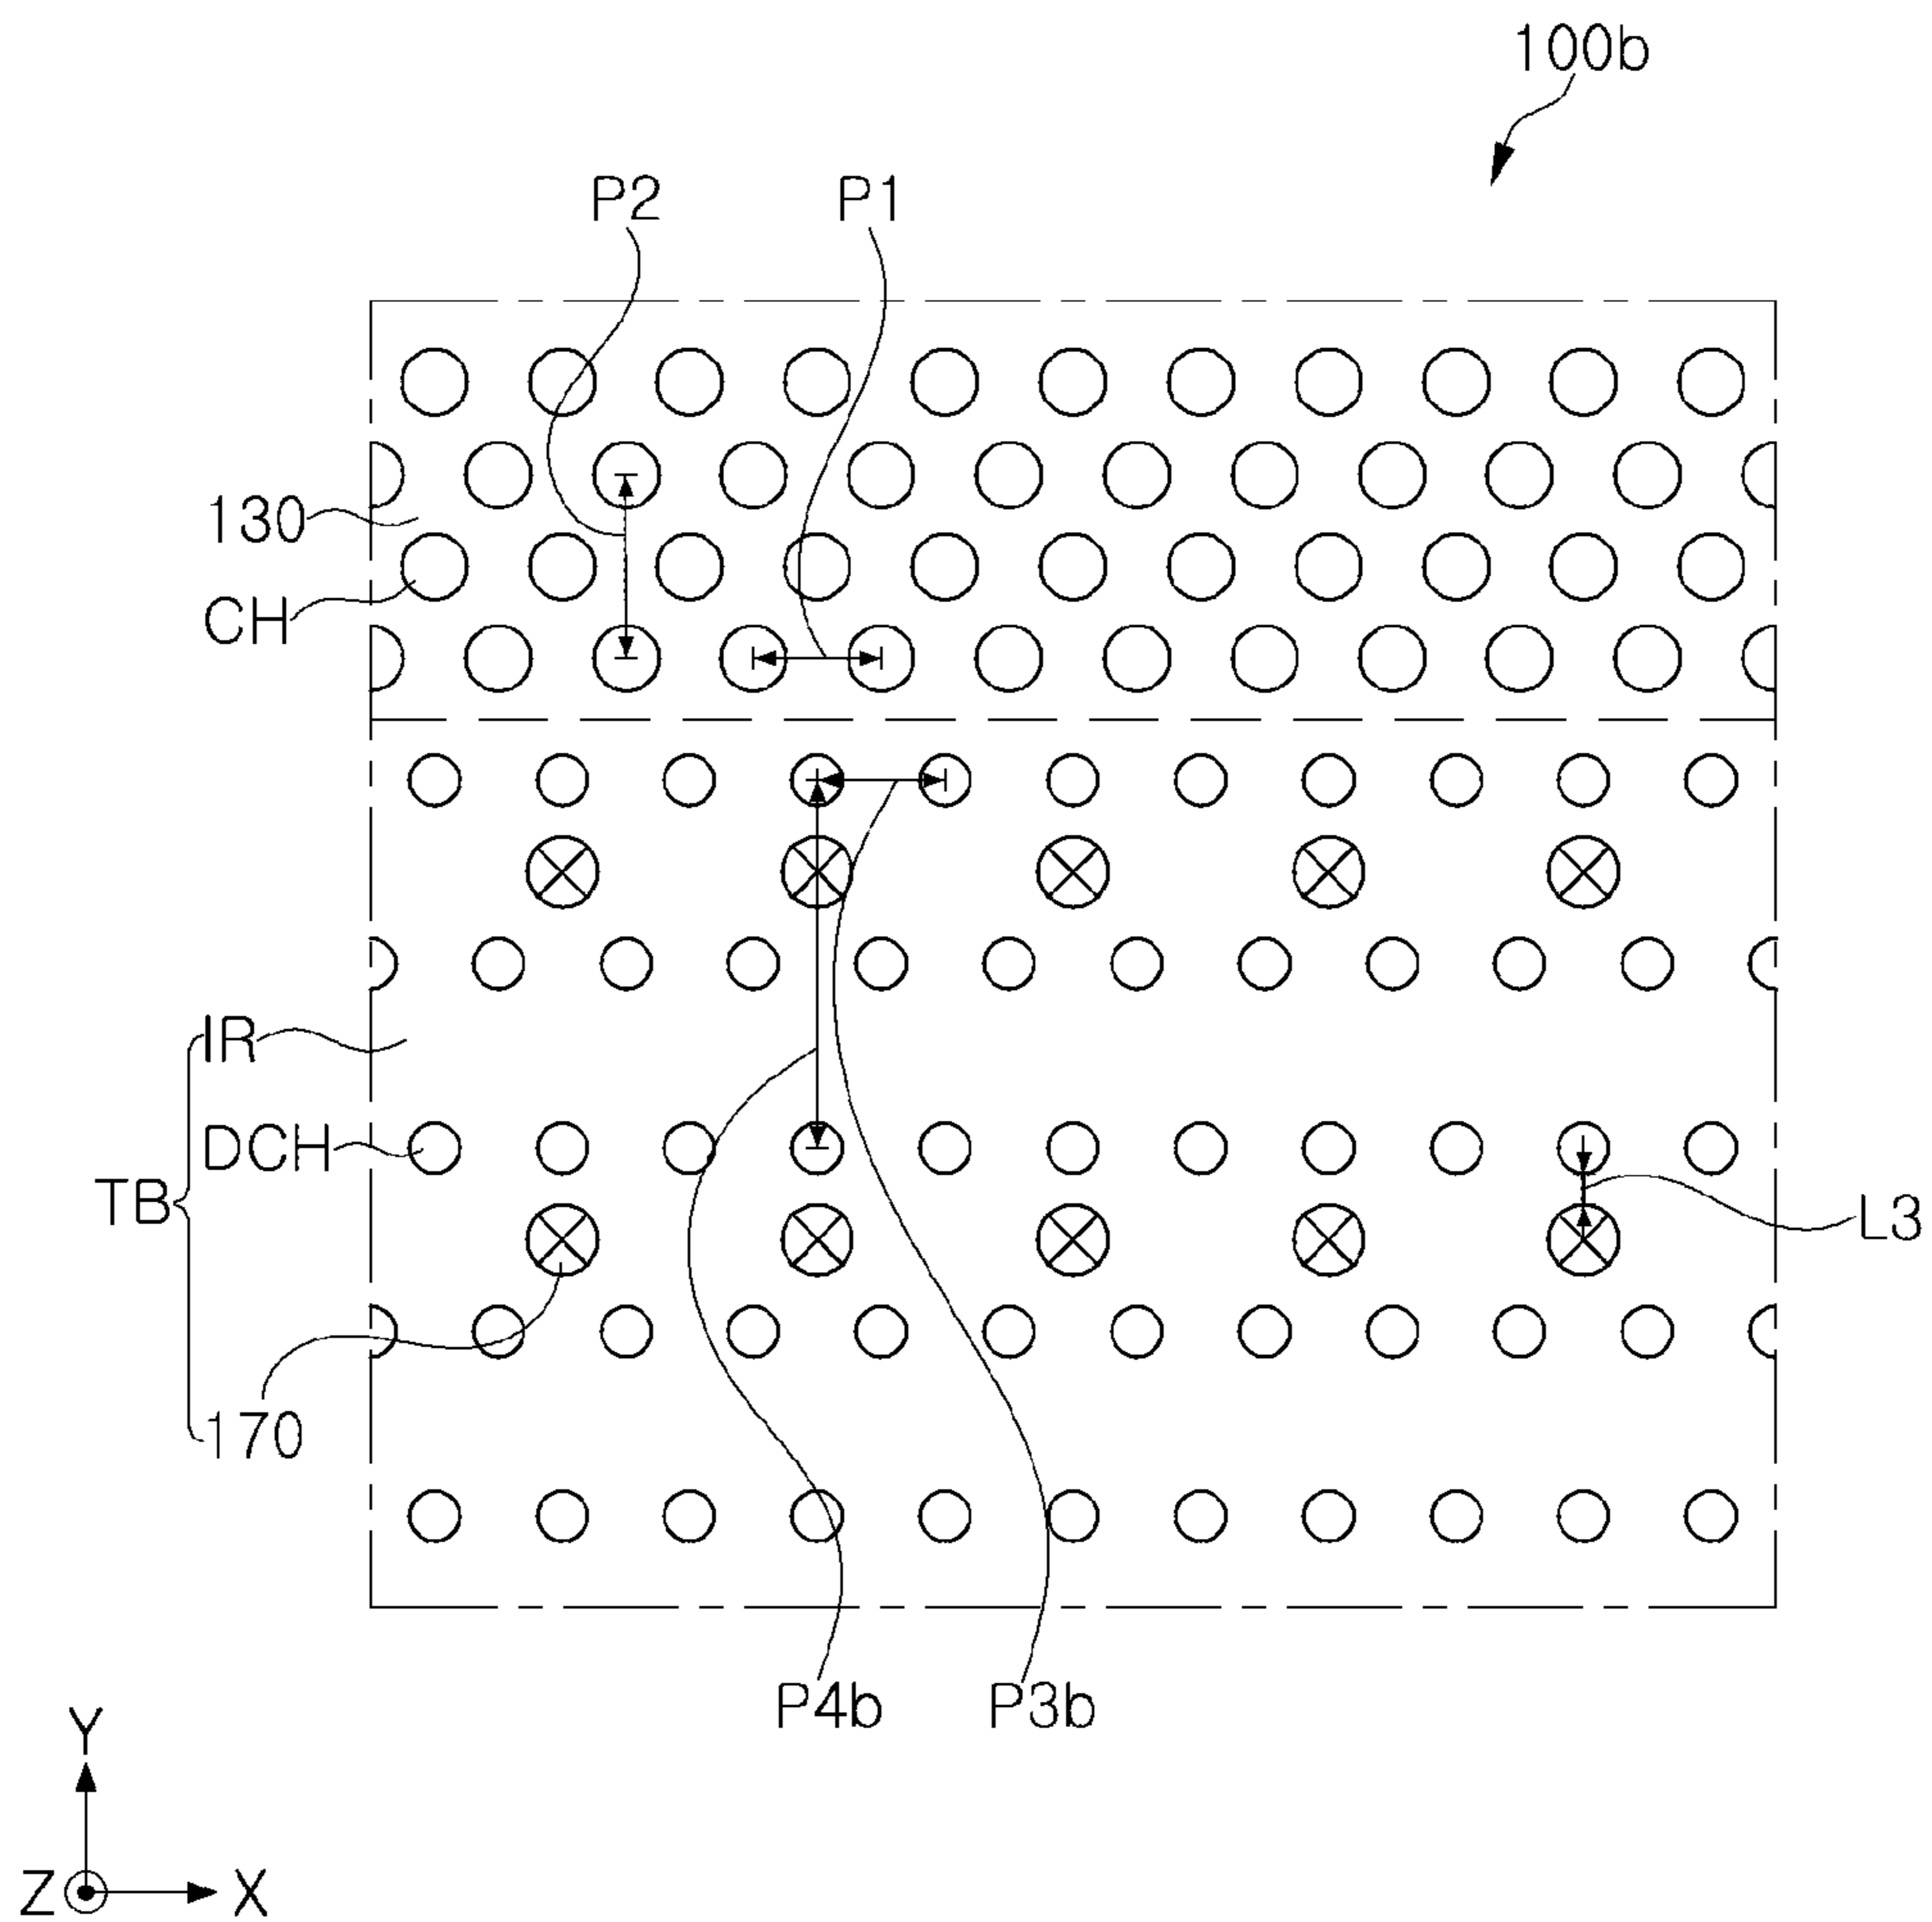 100b
P2 P1
130
CH
IR
DCH
TB
L3
170
P4b P3b
Y
Z X